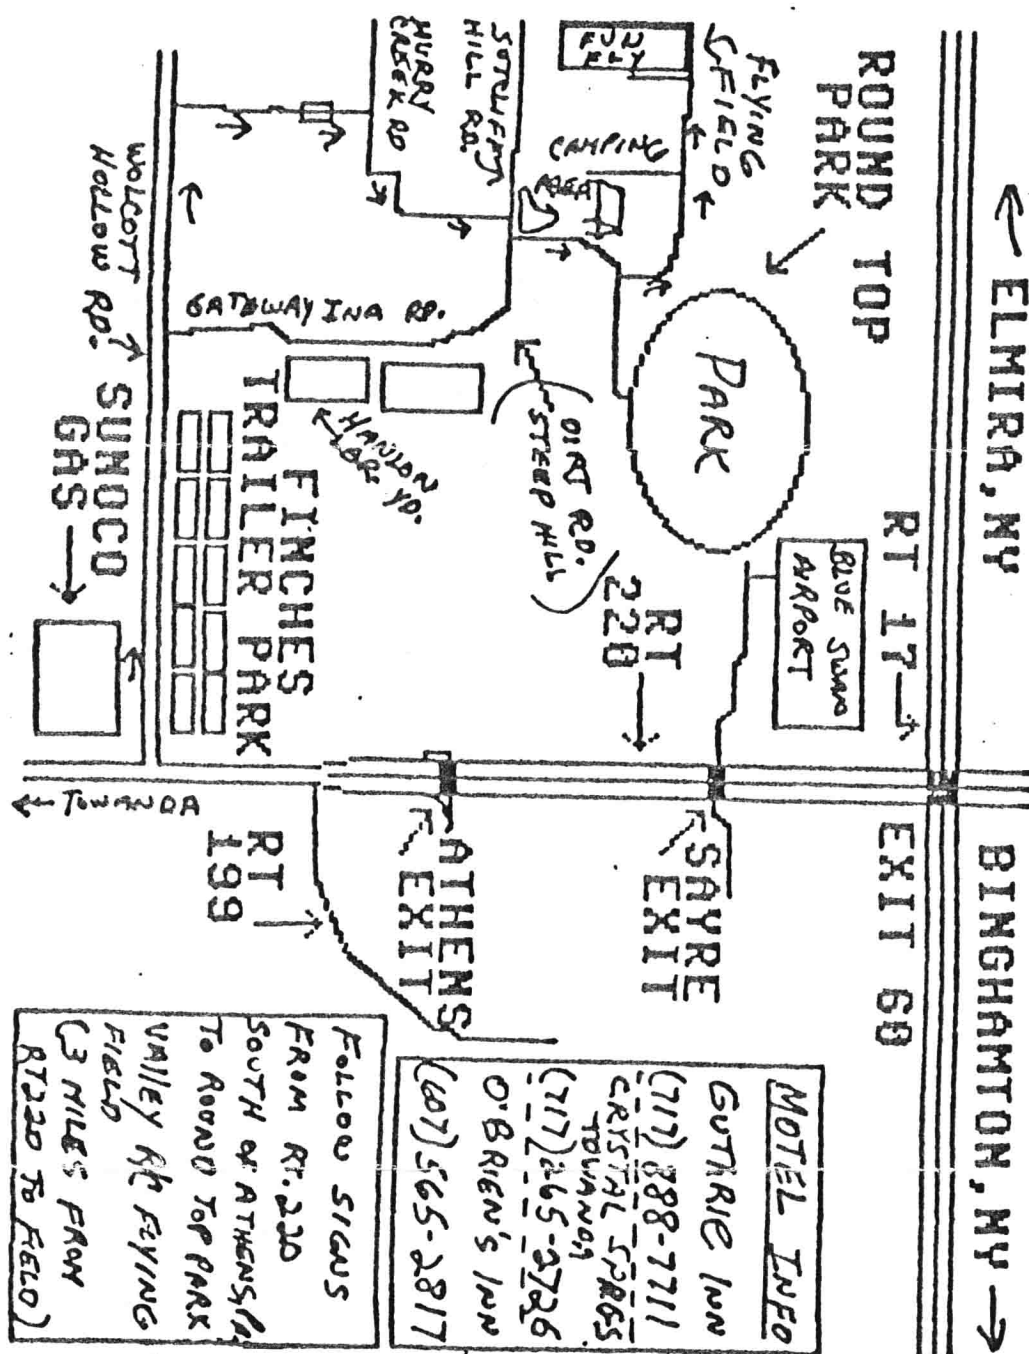 ← ELMIRA, NY
BINGHAMTON, NY →
RT 17 →
EXIT 60
ROUND TOP
PARK
FLYING
FIELD
FUN
FLY
CAMPING
AREA
PARK
BLUE SWAN
AIRPORT
SUTCLIFF
HILL RD.
MURRY
CREEK RD
(DIRT RD.
STEEP HILL)
RT
220
SAYRE
EXIT
ATHENS
EXIT
GATEWAY INA RD.
HANLON
YD.
FINCHES
TRAILER PARK
WOLCOTT
HOLLOW RD.
SUNOCO
GAS
← TOWANDA
RT
199
MOTEL INFO
GUTRIE INN
(717) 888-7711
CRYSTAL SPRGS
TOWANDA
(717) 265-2726
O'BRIEN'S INN
(607) 565-2817
FOLLOW SIGNS
FROM RT. 220
SOUTH OF ATHENS PA
TO ROUND TOP PARK
VALLEY R/C FLYING
FIELD
(3 MILES FROM
RT220 TO FIELD)